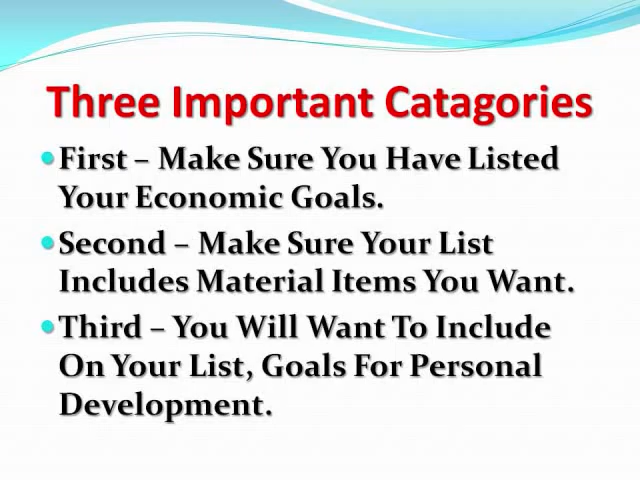 Three Important Catagories
First – Make Sure You Have Listed
Your Economic Goals.
Second – Make Sure Your List
Includes Material Items You Want.
Third – You Will Want To Include
On Your List, Goals For Personal
Development.